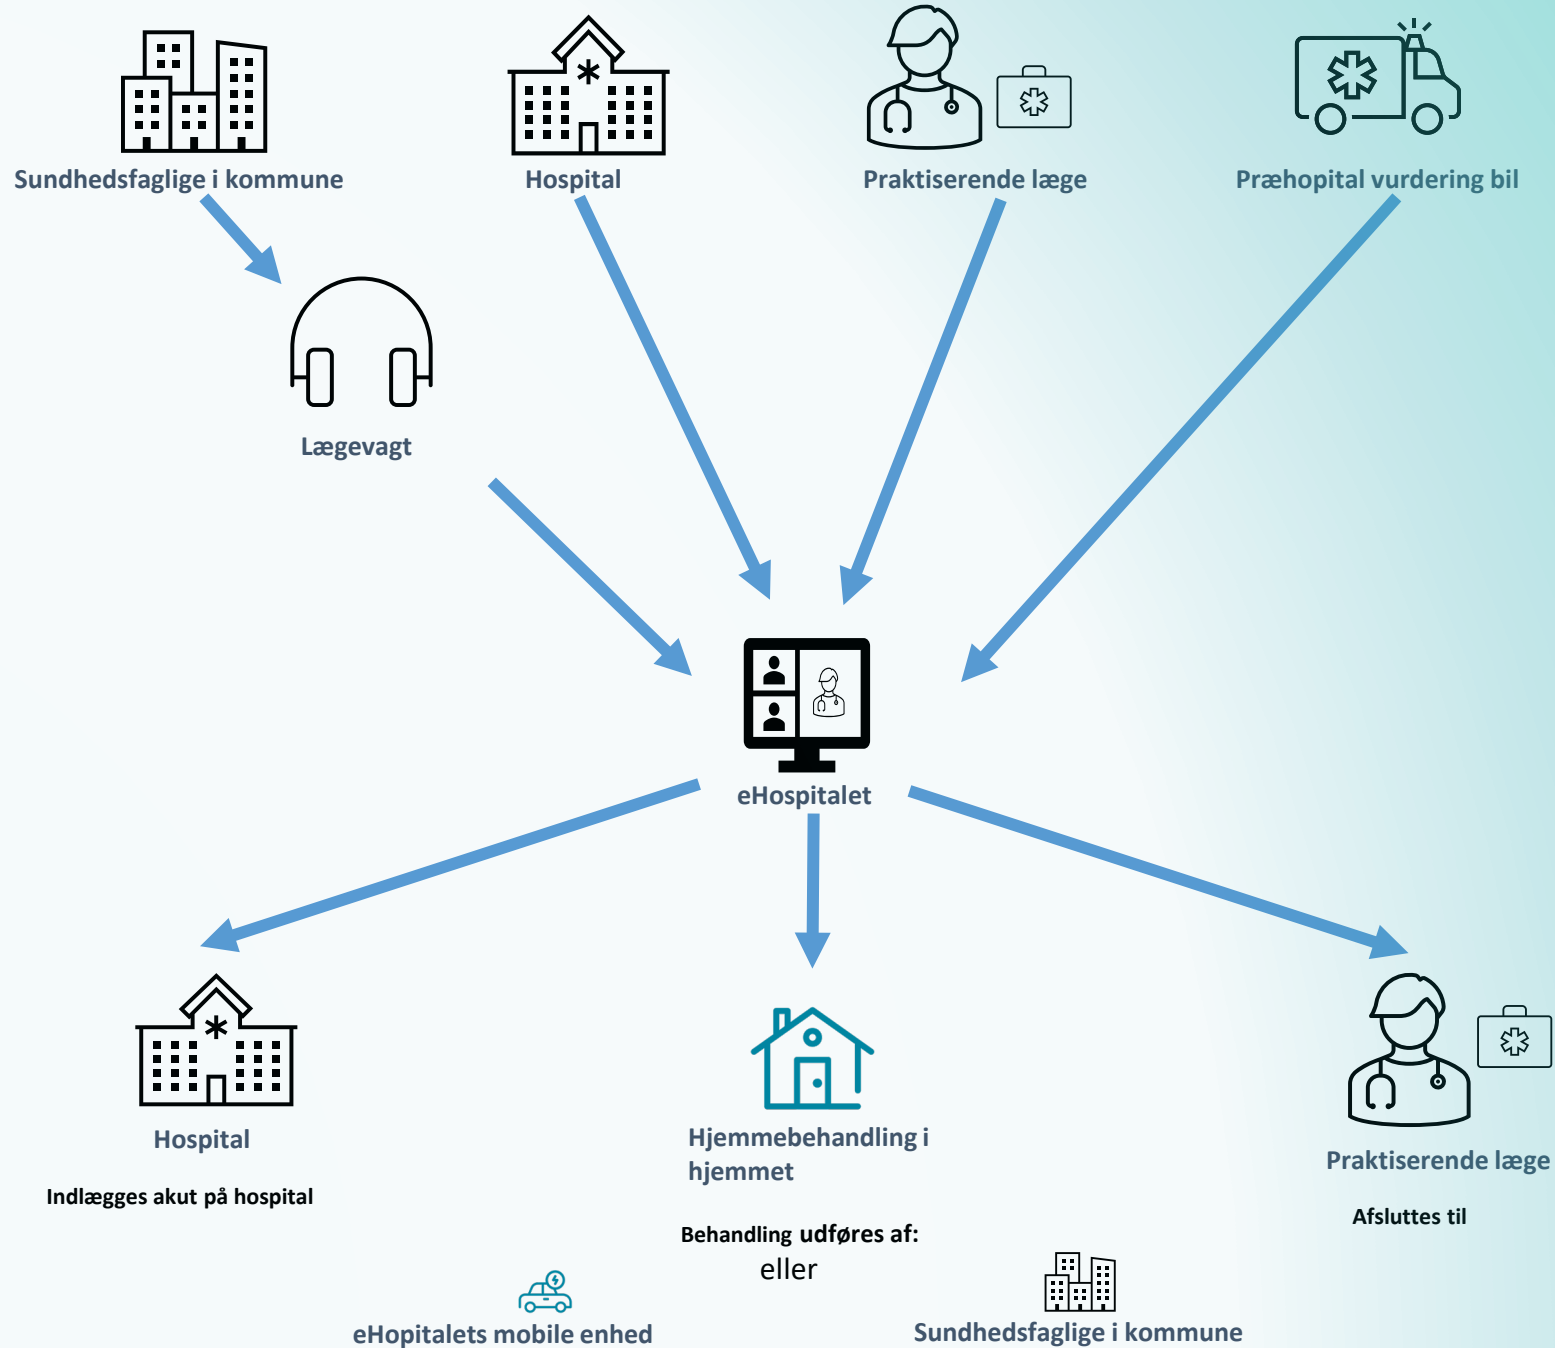 Sundhedsfaglige i kommune
Hospital
Praktiserende læge
Præhopital vurdering bil
Lægevagt
eHospitalet
Hospital
Indlægges akut på hospital
Hjemmebehandling i
hjemmet
Behandling udføres af:
eller
Praktiserende læge
Afsluttes til
eHopitalets mobile enhed
Sundhedsfaglige i kommune